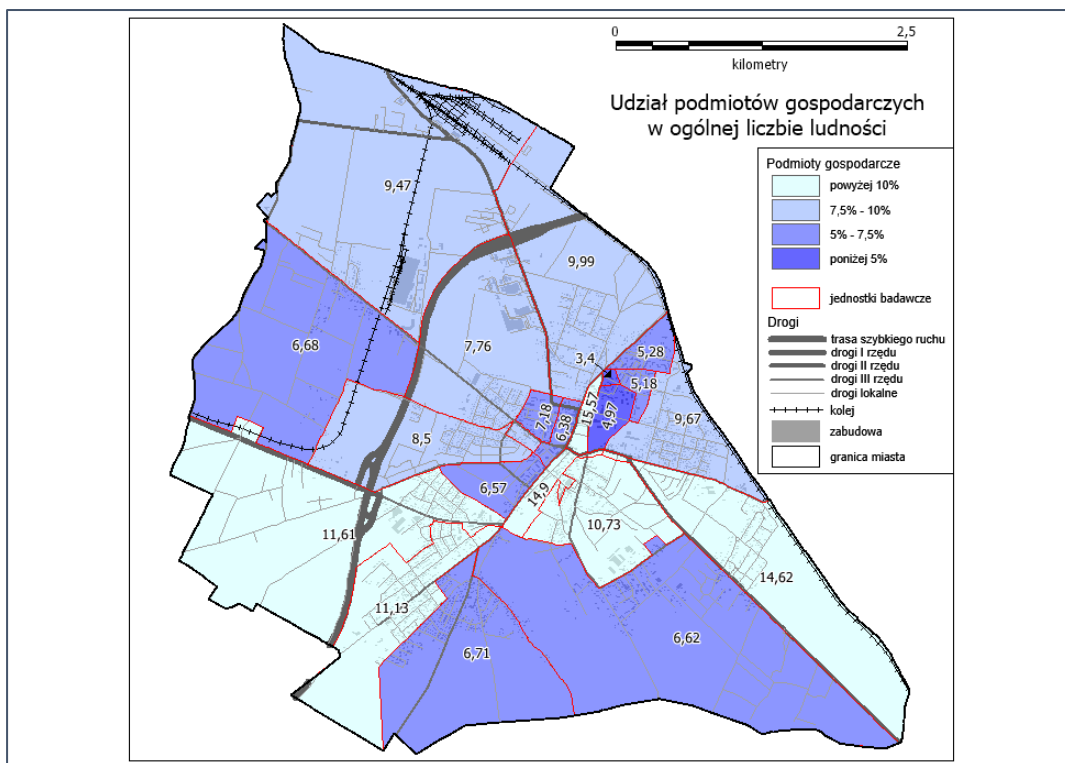 0 2,5
kilometry
Udział podmiotów gospodarczych
w ogólnej liczbie ludności
Podmioty gospodarcze
powyżej 10%
7,5% - 10%
5% - 7,5%
poniżej 5%
jednostki badawcze
Drogi
trasa szybkiego ruchu
drogi I rzędu
drogi II rzędu
drogi III rzędu
drogi lokalne
kolej
zabudowa
granica miasta
9,47
9,99
7,76
6,68
3,4
5,28
5,18
15,57
4,97
7,18
6,38
9,67
8,5
6,57
14,9
10,73
11,61
14,62
11,13
6,62
6,71